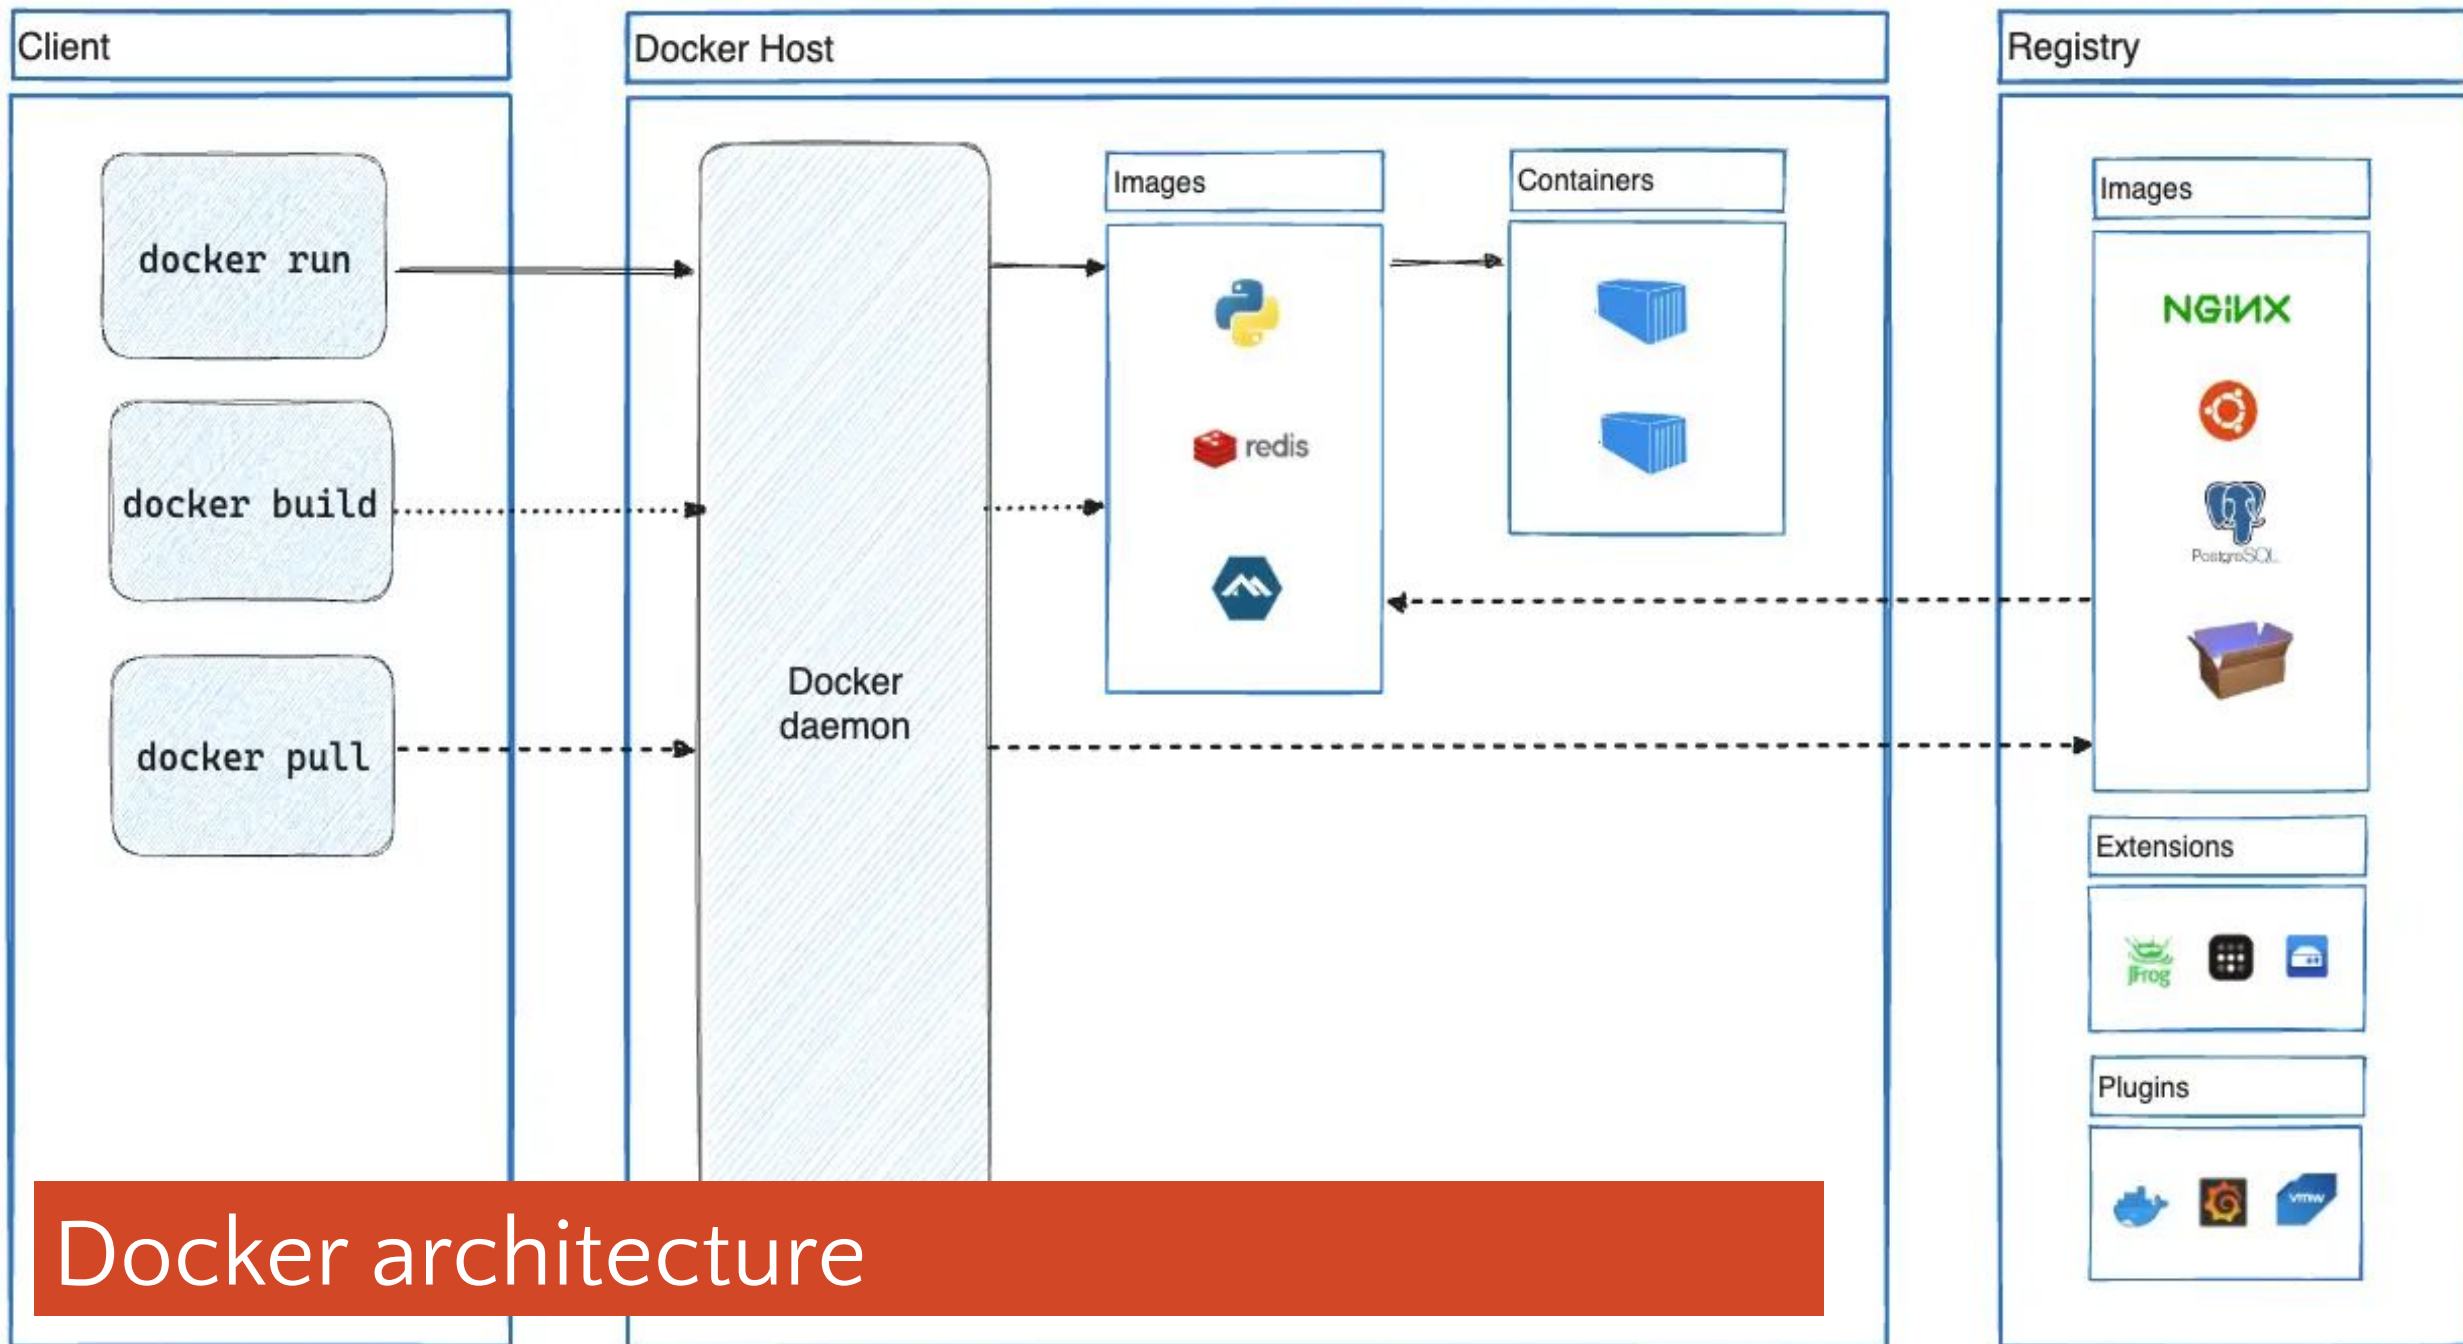 Client
docker run
docker build
docker pull
Docker Host
Docker
daemon
Images
redis
Containers
Registry
Images
NGiNX
PostgreSQL
Extensions
JFrog
Plugins
vmw
Docker architecture